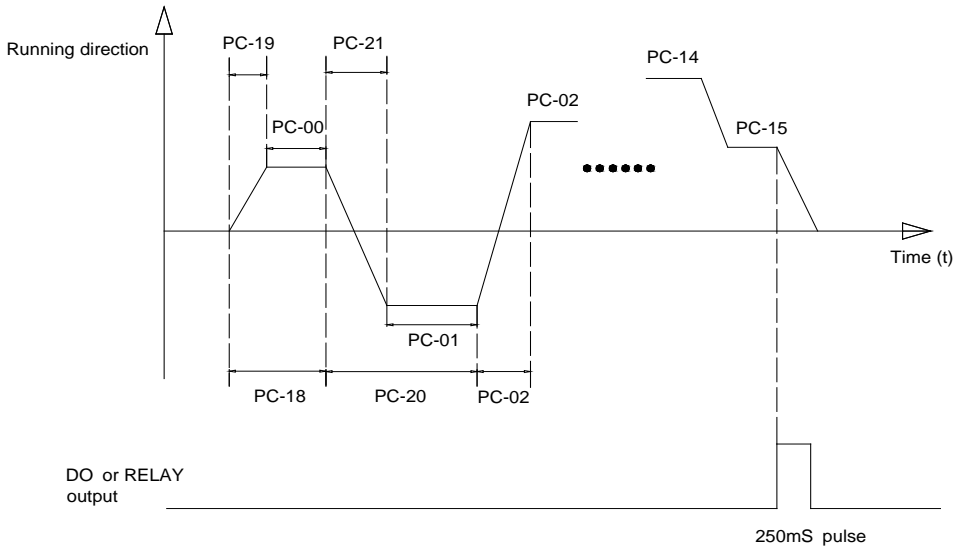 Running direction
PC-19
PC-21
PC-14
PC-02
PC-00
PC-15
Time (t)
PC-01
PC-18
PC-20
PC-02
DO or RELAY
output
250mS pulse